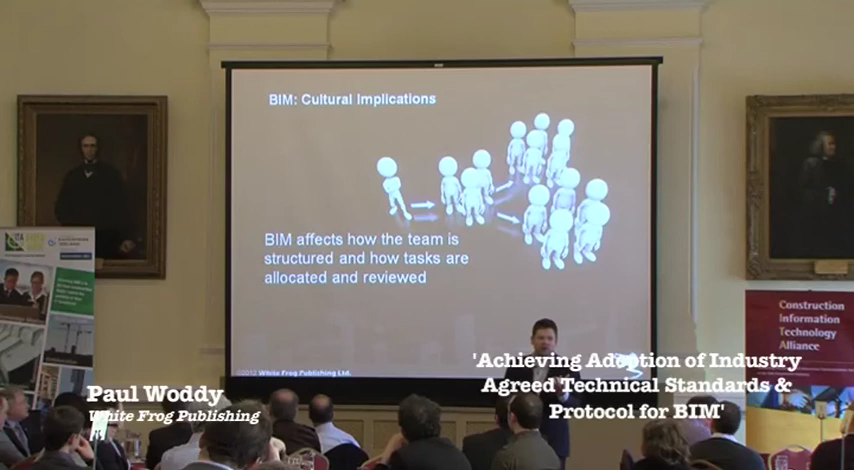 BIM: Cultural Implications
BIM affects how the team is
structured and how tasks are
allocated and reviewed
©2012 White Frog Publishing Ltd.
Construction
Information
Technology
Alliance
Paul Woddy
White Frog Publishing
'Achieving Adoption of Industry
Agreed Technical Standards &
Protocol for BIM'